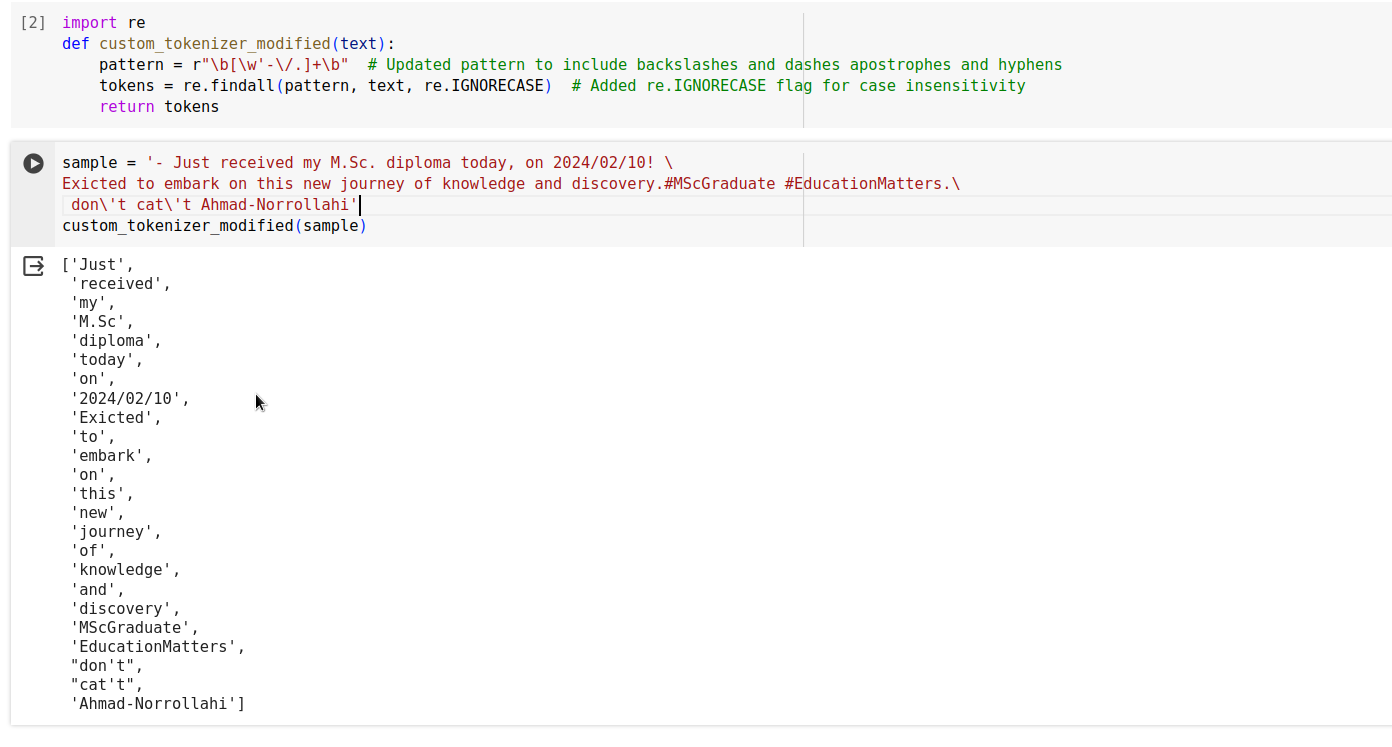 [2] import re
def custom_tokenizer_modified(text):
    pattern = r"\b[\w'-\/.]+\b"  # Updated pattern to include backslashes and dashes apostrophes and hyphens
    tokens = re.findall(pattern, text, re.IGNORECASE)  # Added re.IGNORECASE flag for case insensitivity
    return tokens
sample = '- Just received my M.Sc. diploma today, on 2024/02/10! \
Exicted to embark on this new journey of knowledge and discovery.#MScGraduate #EducationMatters.\
 don\'t cat\'t Ahmad-Norrollahi'
custom_tokenizer_modified(sample)
['Just',
 'received',
 'my',
 'M.Sc',
 'diploma',
 'today',
 'on',
 '2024/02/10',
 'Exicted',
 'to',
 'embark',
 'on',
 'this',
 'new',
 'journey',
 'of',
 'knowledge',
 'and',
 'discovery',
 'MScGraduate',
 'EducationMatters',
 "don't",
 "cat't",
 'Ahmad-Norrollahi']